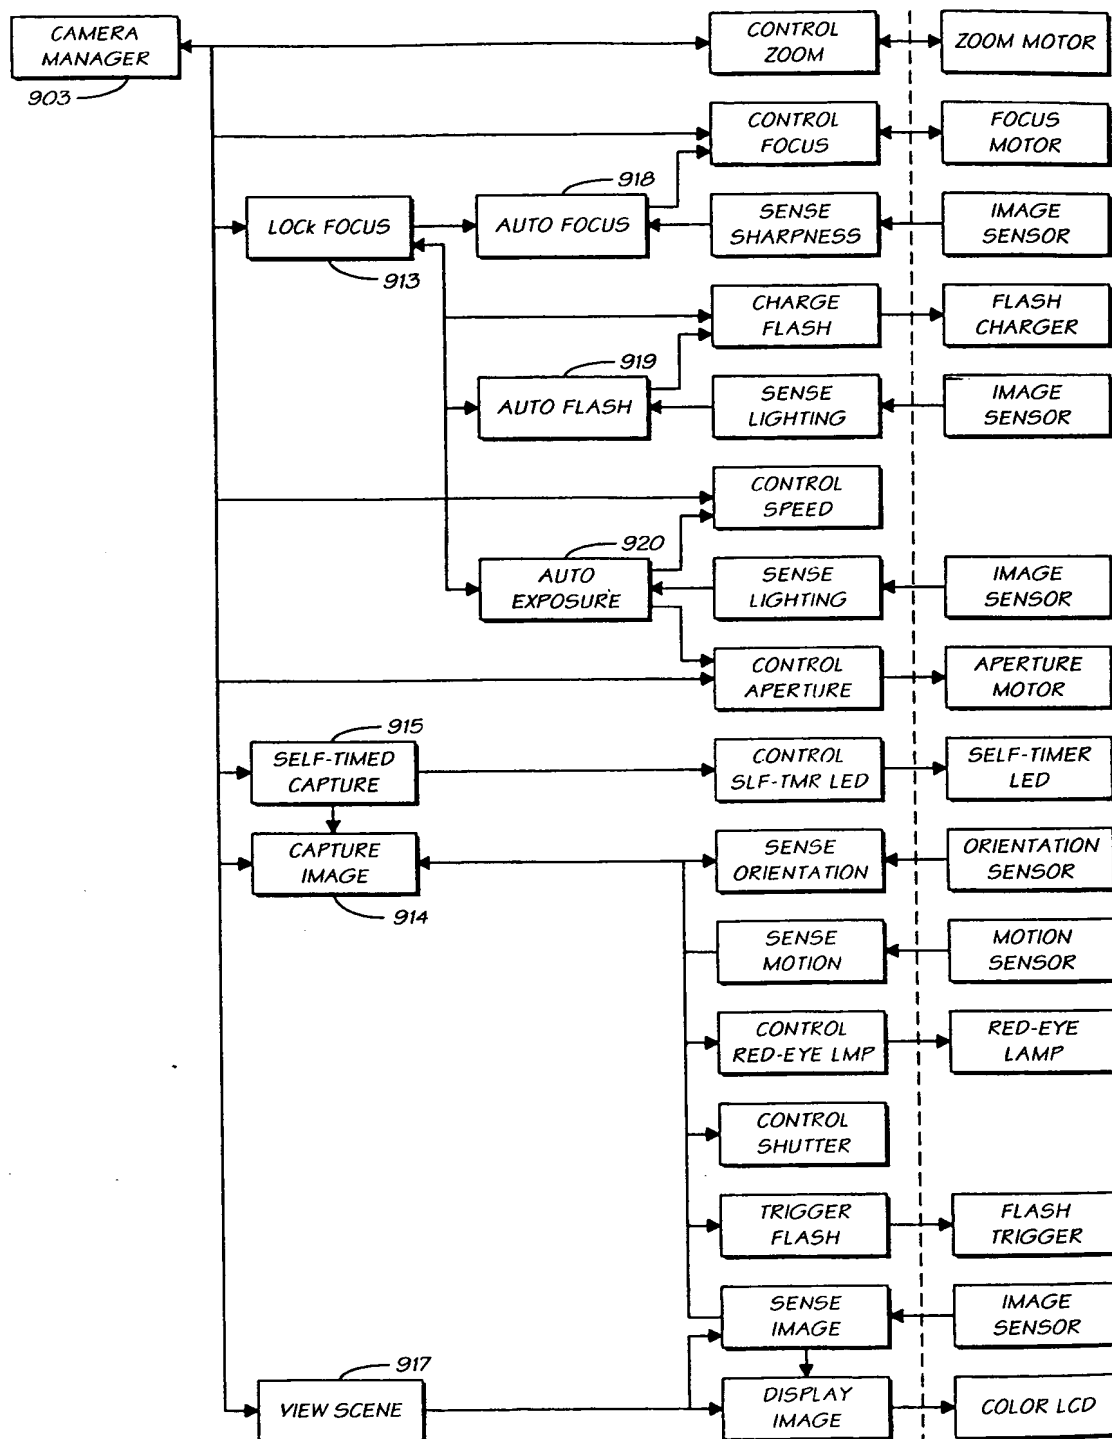 CAMERA
MANAGER
903
CONTROL
ZOOM
ZOOM MOTOR
CONTROL
FOCUS
FOCUS
MOTOR
918
LOCK FOCUS
913
AUTO FOCUS
SENSE
SHARPNESS
IMAGE
SENSOR
CHARGE
FLASH
FLASH
CHARGER
919
AUTO FLASH
SENSE
LIGHTING
IMAGE
SENSOR
CONTROL
SPEED
920
AUTO
EXPOSURE
SENSE
LIGHTING
IMAGE
SENSOR
CONTROL
APERTURE
APERTURE
MOTOR
915
SELF-TIMED
CAPTURE
CONTROL
SLF-TMR LED
SELF-TIMER
LED
CAPTURE
IMAGE
914
SENSE
ORIENTATION
ORIENTATION
SENSOR
SENSE
MOTION
MOTION
SENSOR
CONTROL
RED-EYE LMP
RED-EYE
LAMP
CONTROL
SHUTTER
TRIGGER
FLASH
FLASH
TRIGGER
SENSE
IMAGE
IMAGE
SENSOR
917
VIEW SCENE
DISPLAY
IMAGE
COLOR LCD